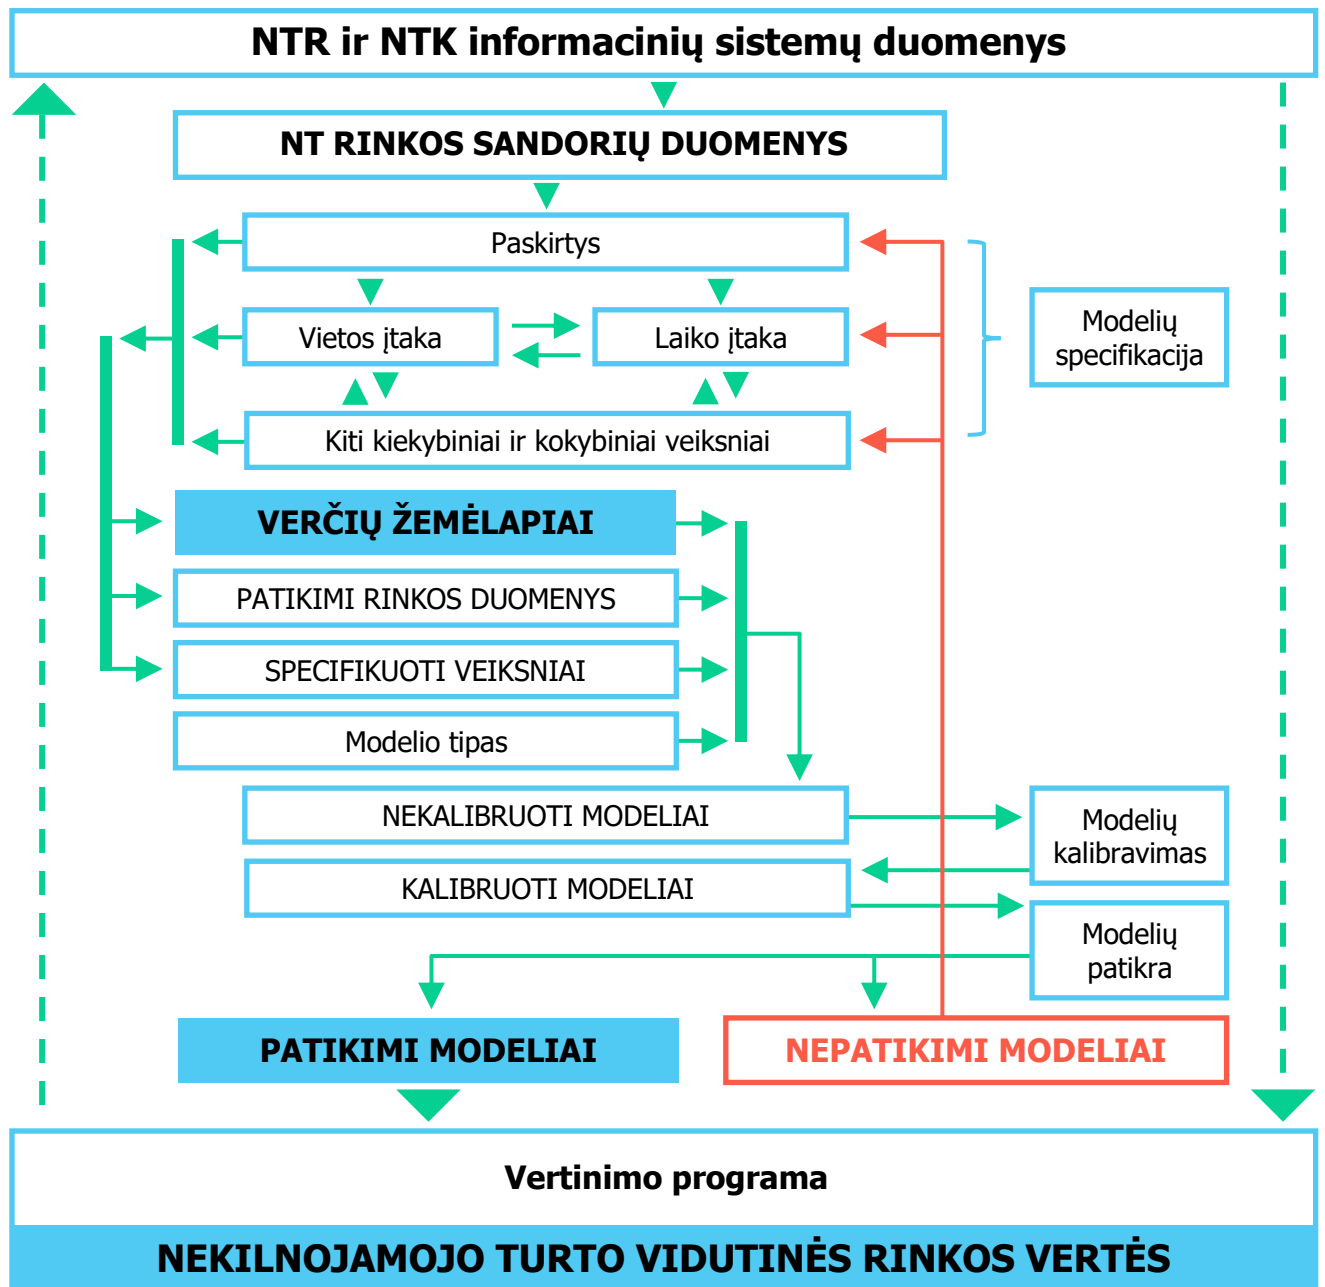 NTR ir NTK informacinių sistemų duomenys
NT RINKOS SANDORIŲ DUOMENYS
Paskirtys
Vietos įtaka
Laiko įtaka
Modelių
specifikacija
Kiti kiekybiniai ir kokybiniai veiksniai
VERČIŲ ŽEMĖLAPIAI
PATIKIMI RINKOS DUOMENYS
SPECIFIKUOTI VEIKSNIAI
Modelio tipas
NEKALIBRUOTI MODELIAI
Modelių
kalibravimas
KALIBRUOTI MODELIAI
Modelių
patikra
PATIKIMI MODELIAI
NEPATIKIMI MODELIAI
Vertinimo programa
NEKILNOJAMOJO TURTO VIDUTINĖS RINKOS VERTĖS